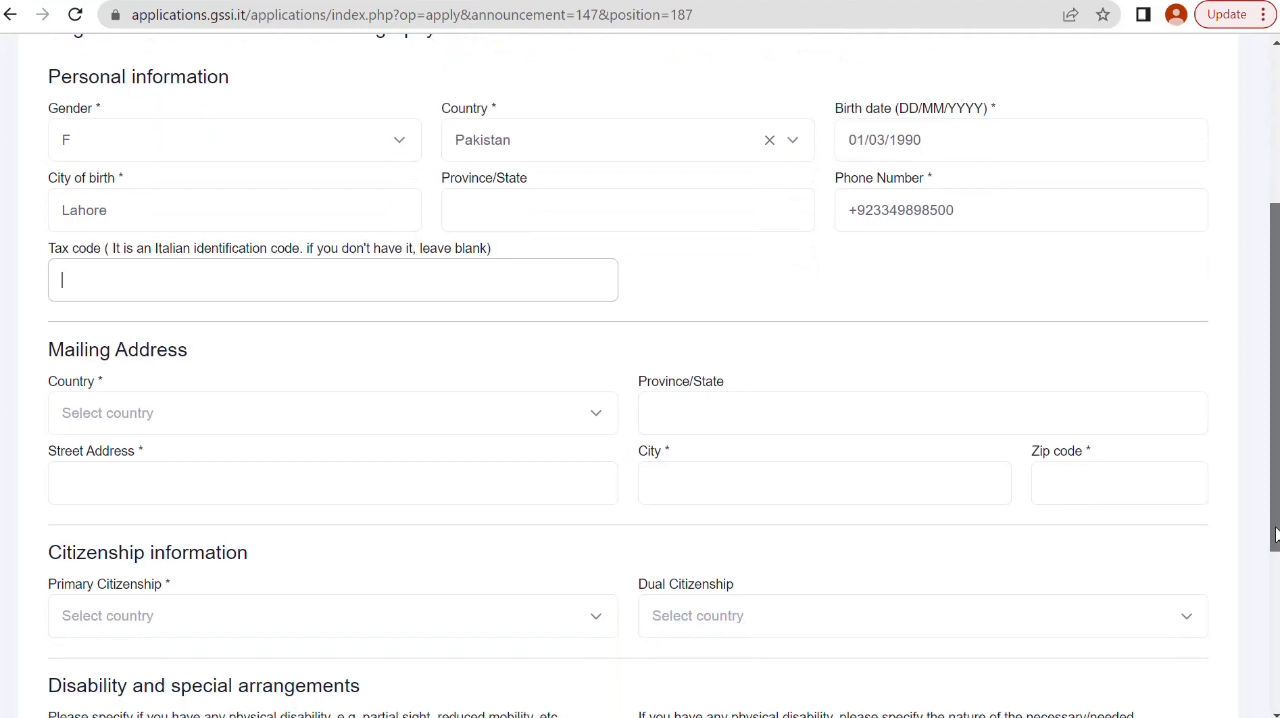 applications.gssi.it/applications/index.php?op=apply&announcement=147&position=187
Update
Personal information
Gender * Country * Birth date (DD/MM/YYYY) *
F Pakistan 01/03/1990
City of birth * Province/State Phone Number *
Lahore +923349898500
Tax code ( It is an Italian identification code. if you don't have it, leave blank)
Mailing Address
Country * Province/State
Select country
Street Address * City * Zip code *
Citizenship information
Primary Citizenship * Dual Citizenship
Select country Select country
Disability and special arrangements
Please specify if you have any physical disability, e.g. partial sight, reduced mobility, etc. If you have any physical disability, please specify the nature of the necessary/needed